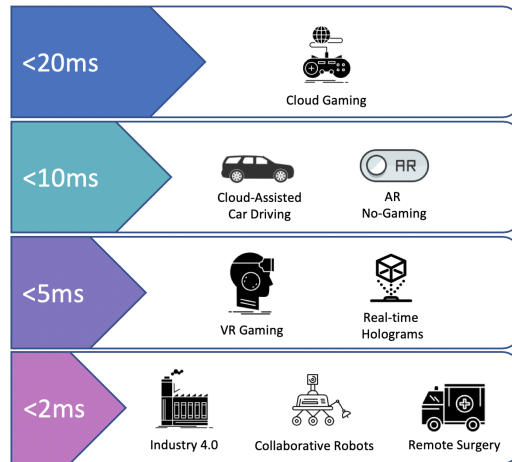 <20ms
Cloud Gaming
<10ms
Cloud-Assisted
Car Driving
AR
AR
No-Gaming
<5ms
VR Gaming
Real-time
Holograms
<2ms
Industry 4.0
Collaborative Robots
Remote Surgery